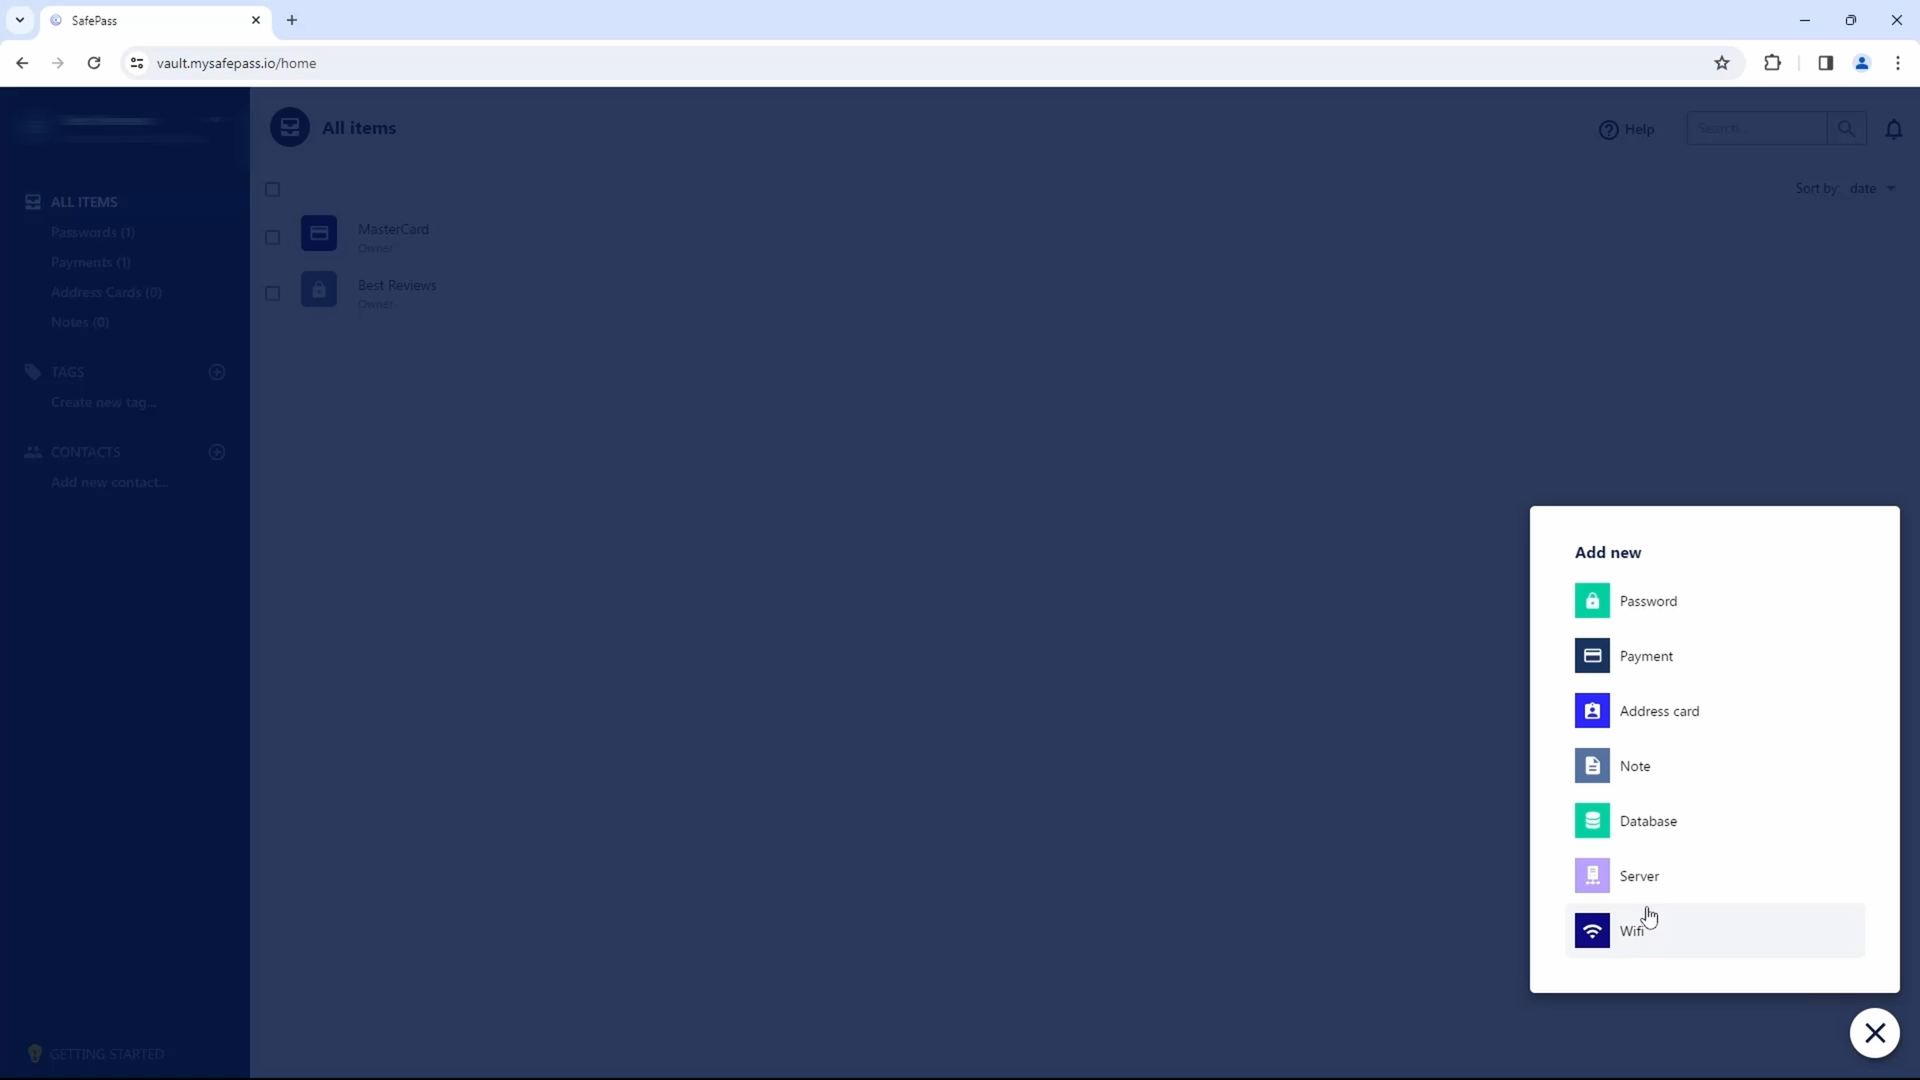 SafePass
vault.mysafepass.io/home
All items
Help
Search...
ALL ITEMS
Passwords (1)
Payments (1)
Address Cards (0)
Notes (0)
TAGS
Create new tag...
CONTACTS
Add new contact...
GETTING STARTED
Sort by: date
MasterCard
Owner
Best Reviews
Owner
Add new
Password
Payment
Address card
Note
Database
Server
Wifi